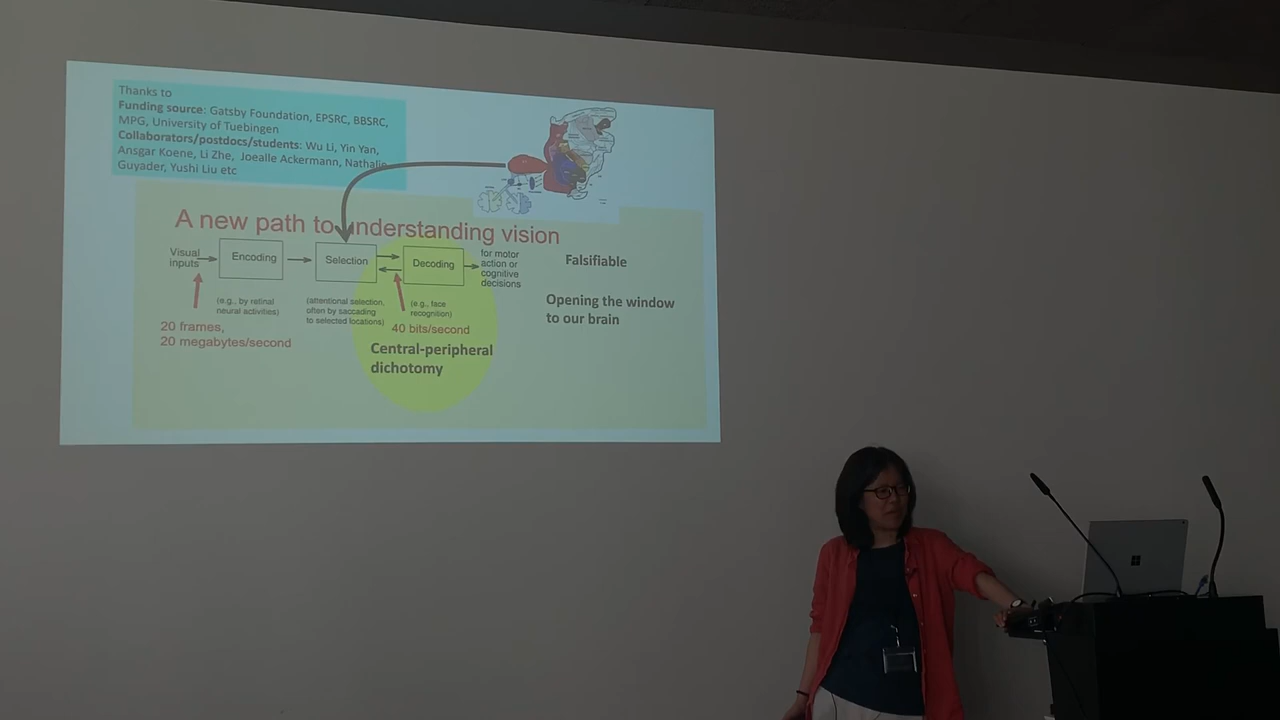 Thanks to
Funding source: Gatsby Foundation, EPSRC, BBSRC,
MPG, University of Tuebingen
Collaborators/postdocs/students: Wu Li, Yin Yan,
Ansgar Koene, Li Zhe, Joealle Ackermann, Nathalie
Guyader, Yushi Liu etc
A new path to understanding vision
Visual
inputs
Encoding
Selection
Decoding
for motor
action or
cognitive
decisions
(e.g., by retinal
neural activities)
(attentional selection,
often by saccading
to selected locations)
(e.g., face
recognition)
20 frames,
20 megabytes/second
40 bits/second
Central-peripheral
dichotomy
Falsifiable
Opening the window
to our brain